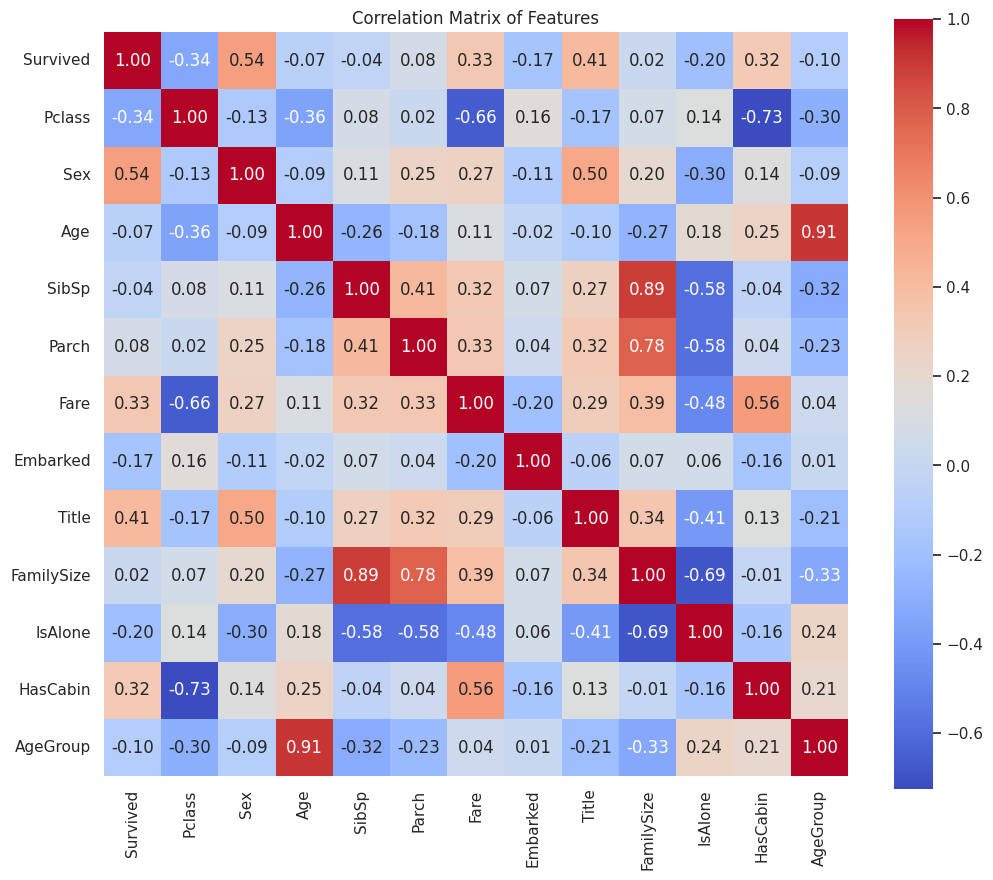 Correlation Matrix of Features
Survived 1.00 -0.34 0.54 -0.07 -0.04 0.08 0.33 -0.17 0.41 0.02 -0.20 0.32 -0.10
Pclass -0.34 1.00 -0.13 -0.36 0.08 0.02 -0.66 0.16 -0.17 0.07 0.14 -0.73 -0.30
Sex 0.54 -0.13 1.00 -0.09 0.11 0.25 0.27 -0.11 0.50 0.20 -0.30 0.14 -0.09
Age -0.07 -0.36 -0.09 1.00 -0.26 -0.18 0.11 -0.02 -0.10 -0.27 0.18 0.25 0.91
SibSp -0.04 0.08 0.11 -0.26 1.00 0.41 0.32 0.07 0.27 0.89 -0.58 -0.04 -0.32
Parch 0.08 0.02 0.25 -0.18 0.41 1.00 0.33 0.04 0.32 0.78 -0.58 0.04 -0.23
Fare 0.33 -0.66 0.27 0.11 0.32 0.33 1.00 -0.20 0.29 0.39 -0.48 0.56 0.04
Embarked -0.17 0.16 -0.11 -0.02 0.07 0.04 -0.20 1.00 -0.06 0.07 0.06 -0.16 0.01
Title 0.41 -0.17 0.50 -0.10 0.27 0.32 0.29 -0.06 1.00 0.34 -0.41 0.13 -0.21
FamilySize 0.02 0.07 0.20 -0.27 0.89 0.78 0.39 0.07 0.34 1.00 -0.69 -0.01 -0.33
IsAlone -0.20 0.14 -0.30 0.18 -0.58 -0.58 -0.48 0.06 -0.41 -0.69 1.00 -0.16 0.24
HasCabin 0.32 -0.73 0.14 0.25 -0.04 0.04 0.56 -0.16 0.13 -0.01 -0.16 1.00 0.21
AgeGroup -0.10 -0.30 -0.09 0.91 -0.32 -0.23 0.04 0.01 -0.21 -0.33 0.24 0.21 1.00
Survived Pclass Sex Age SibSp Parch Fare Embarked Title FamilySize IsAlone HasCabin AgeGroup
1.0
0.8
0.6
0.4
0.2
0.0
−0.2
−0.4
−0.6